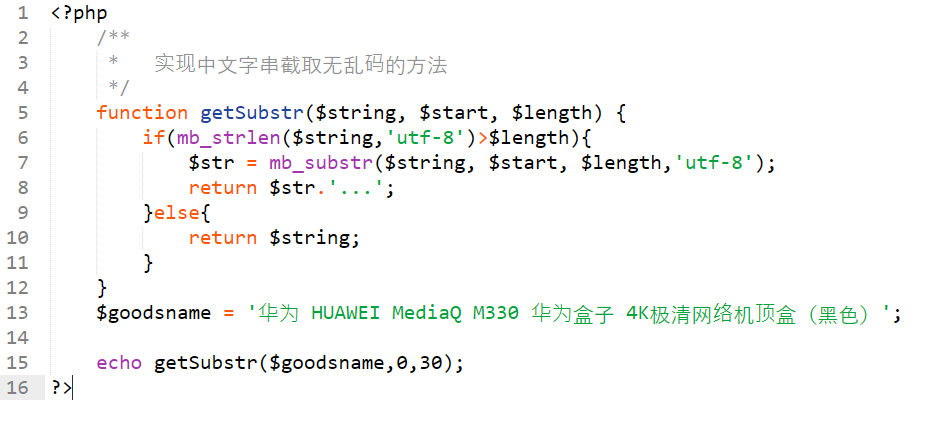 1 <?php
2 /**
3 * 实现中文字串截取无乱码的方法
4 */
5 function getSubstr($string, $start, $length) {
6 if(mb_strlen($string,'utf-8')>$length){
7 $str = mb_substr($string, $start, $length,'utf-8');
8 return $str.'...';
9 }else{
10 return $string;
11 }
12 }
13 $goodsname = '华为 HUAWEI MediaQ M330 华为盒子 4K极清网络机顶盒（黑色）';
14
15 echo getSubstr($goodsname,0,30);
16 ?>